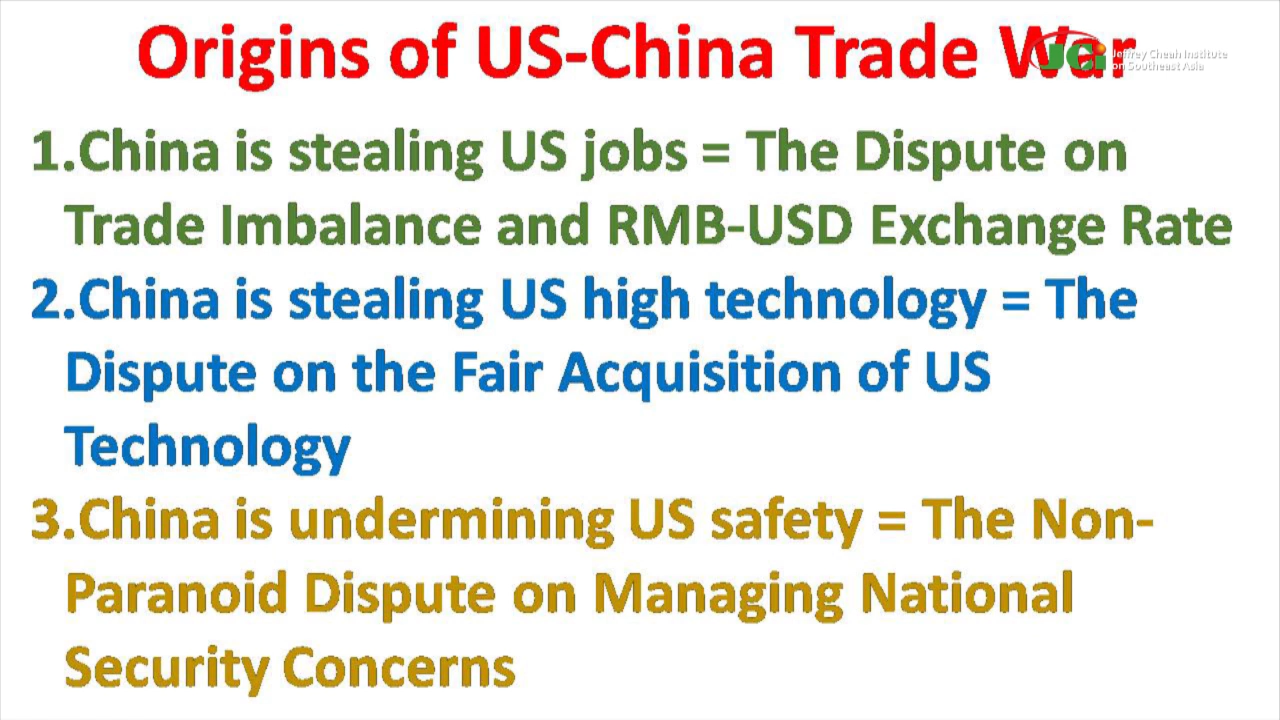 Origins of US-China Trade War
JCI Jeffrey Cheah Institute
on Southeast Asia
1.China is stealing US jobs = The Dispute on
Trade Imbalance and RMB-USD Exchange Rate
2.China is stealing US high technology = The
Dispute on the Fair Acquisition of US
Technology
3.China is undermining US safety = The Non-
Paranoid Dispute on Managing National
Security Concerns